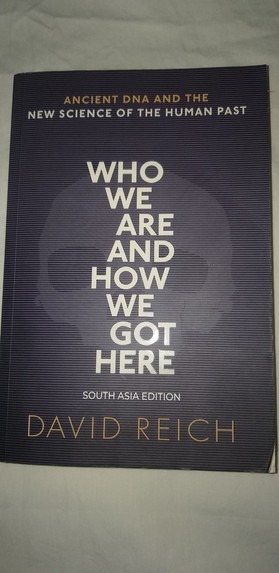 ANCIENT DNA AND THE
NEW SCIENCE OF THE HUMAN PAST
WHO
WE
ARE
AND
HOW
WE
GOT
HERE
SOUTH ASIA EDITION
DAVID REICH